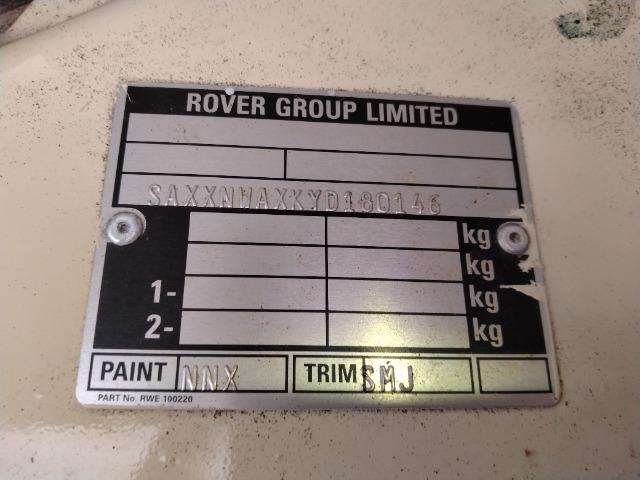 ROVER GROUP LIMITED
SAXXNWAXKYD180146
kg
kg
1- kg
2- kg
PAINT NNX TRIM SMJ
PART No. RWE 100220